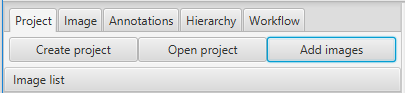 Project Image Annotations Hierarchy Workflow
Create project Open project Add images
Image list